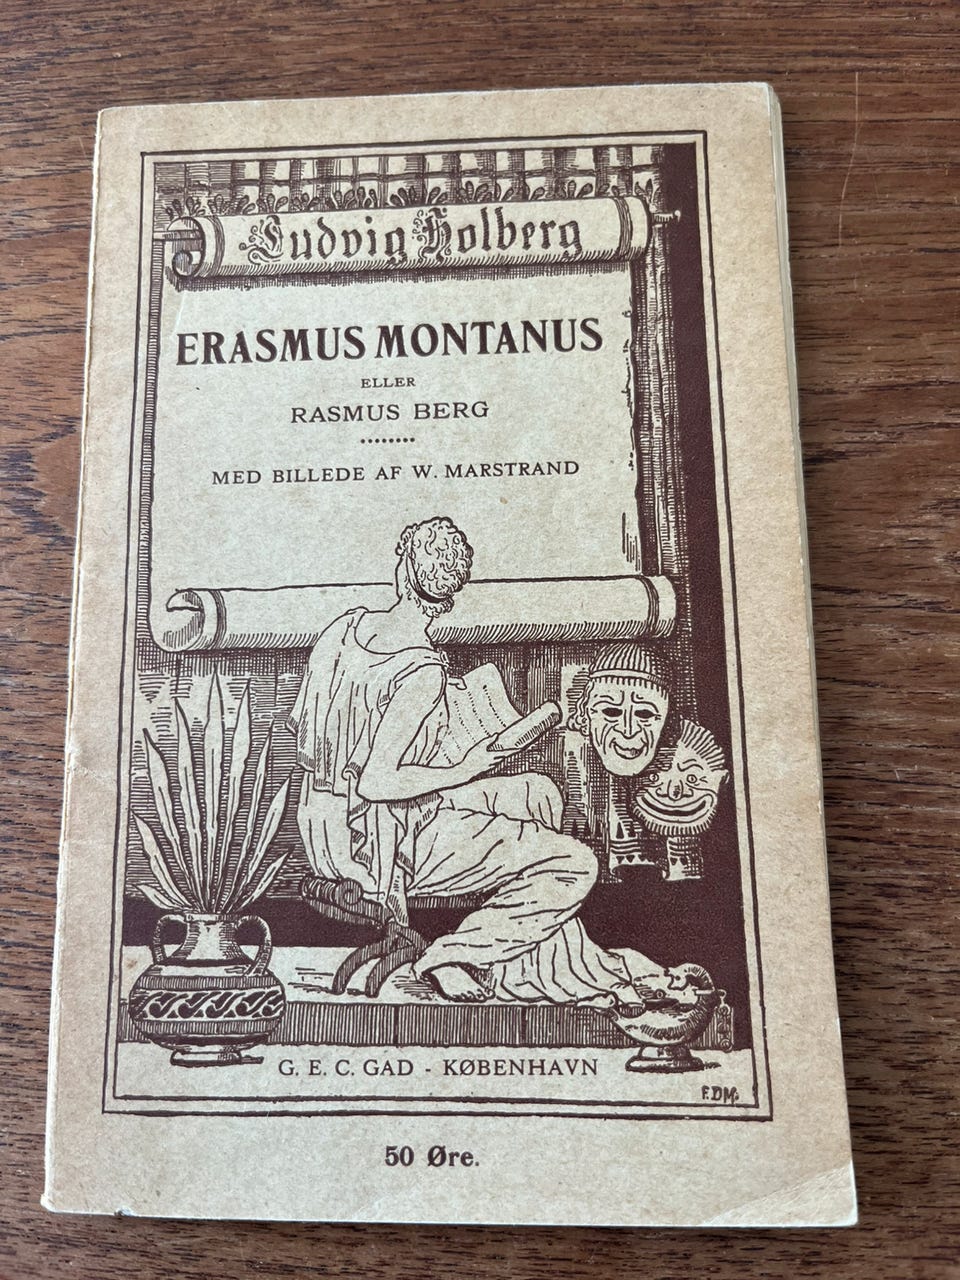 Ludvig Holberg
ERASMUS MONTANUS
ELLER
RASMUS BERG
MED BILLEDE AF W. MARSTRAND
G. E. C. GAD - KØBENHAVN
F.DM.
50 Øre.